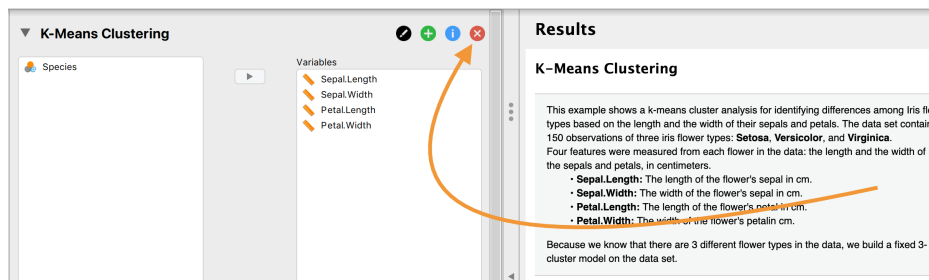 K-Means Clustering
Species
Variables
Sepal.Length
Sepal.Width
Petal.Length
Petal.Width
Results
K-Means Clustering
This example shows a k-means cluster analysis for identifying differences among Iris
types based on the length and the width of their sepals and petals. The data set
150 observations of three iris flower types: Setosa, Versicolor, and Virginica.
Four features were measured from each flower in the data: the length and the width of
the sepals and petals, in centimeters.
• Sepal.Length: The length of the flower's sepal in cm.
• Sepal.Width: The width of the flower's sepal in cm.
• Petal.Length: The length of the flower's petal in cm.
• Petal.Width: The width of the flower's petalin cm.
Because we know that there are 3 different flower types in the data, we build a fixed 3-
cluster model on the data set.